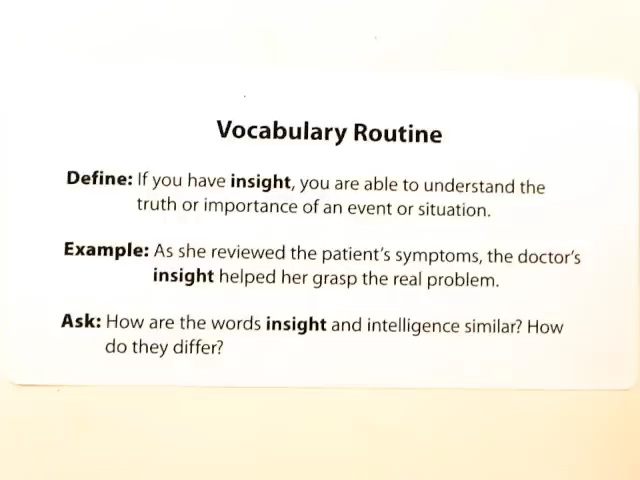 Vocabulary Routine
Define: If you have insight, you are able to understand the
truth or importance of an event or situation.
Example: As she reviewed the patient's symptoms, the doctor's
insight helped her grasp the real problem.
Ask: How are the words insight and intelligence similar? How
do they differ?